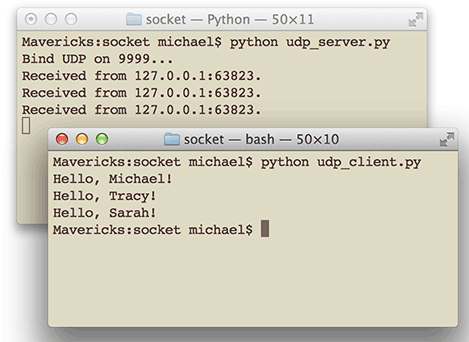 socket — Python — 50×11
Mavericks:socket michael$ python udp_server.py
Bind UDP on 9999...
Received from 127.0.0.1:63823.
Received from 127.0.0.1:63823.
Received from 127.0.0.1:63823.
socket — bash — 50×10
Mavericks:socket michael$ python udp_client.py
Hello, Michael!
Hello, Tracy!
Hello, Sarah!
Mavericks:socket michael$